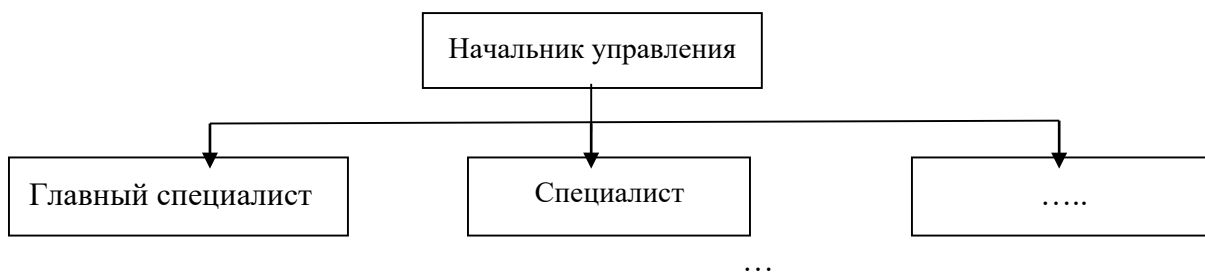 Начальник управления
Главный специалист
Специалист
…..
…